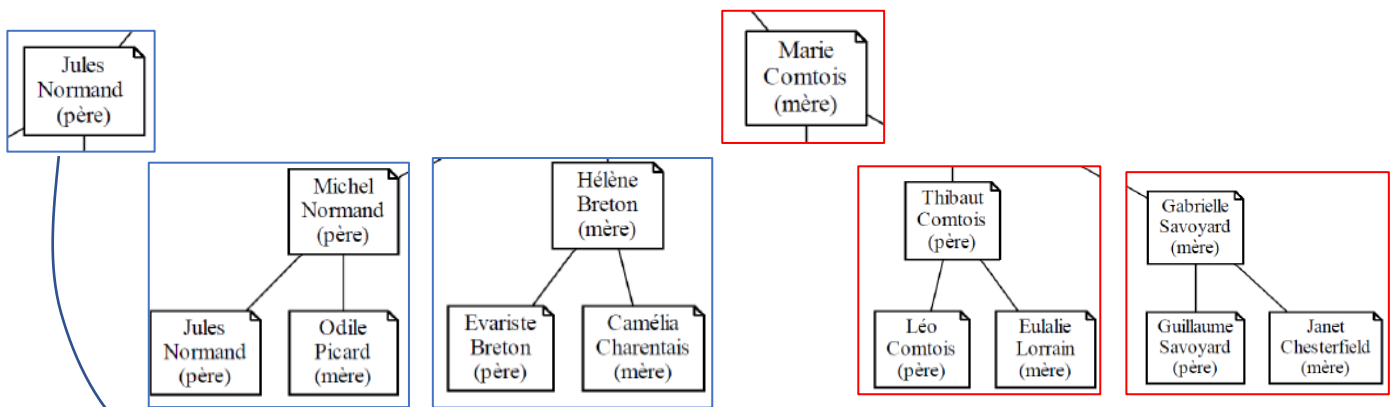 Jules
Normand
(père)
Marie
Comtois
(mère)
Michel
Normand
(père)
Hélène
Breton
(mère)
Thibaut
Comtois
(père)
Gabrielle
Savoyard
(mère)
Jules
Normand
(père)
Odile
Picard
(mère)
Evariste
Breton
(père)
Camélia
Charentais
(mère)
Léo
Comtois
(père)
Eulalie
Lorrain
(mère)
Guillaume
Savoyard
(père)
Janet
Chesterfield
(mère)